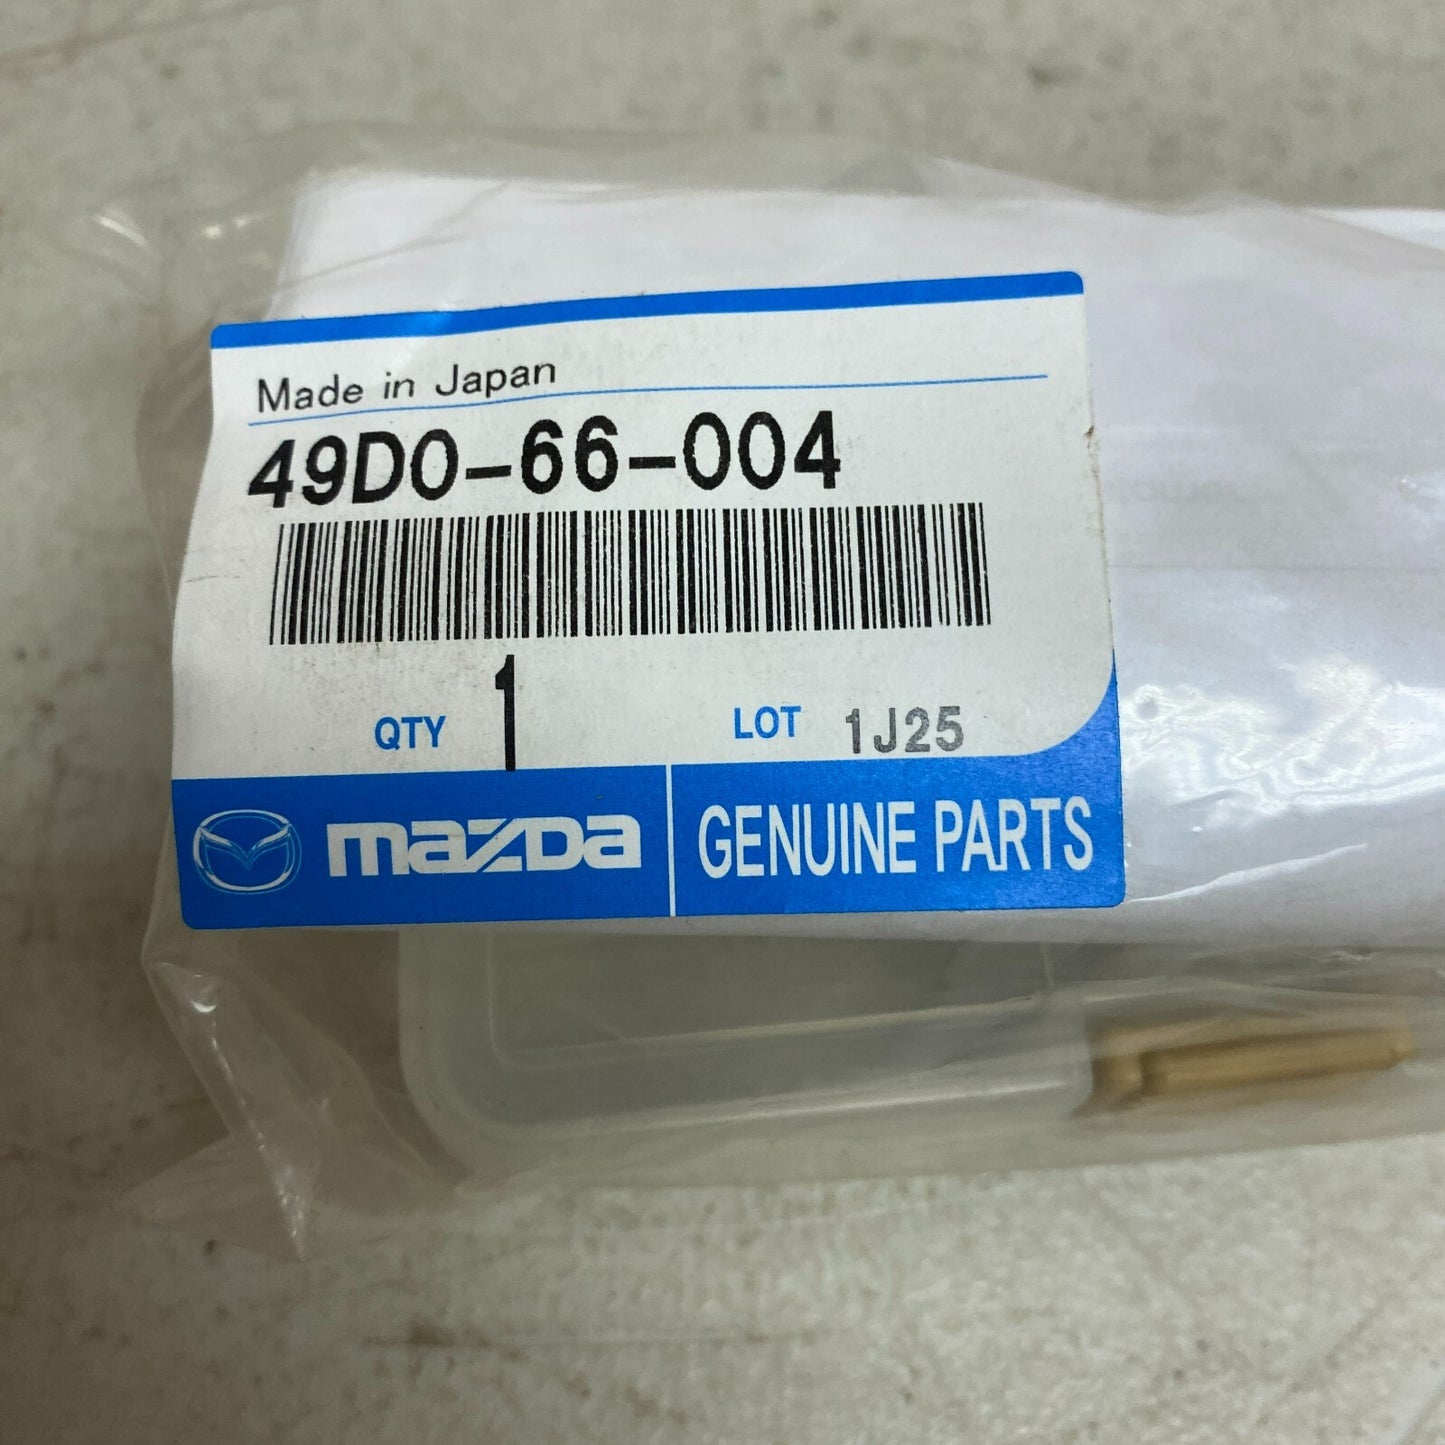 Made in Japan
49D0-66-004
QTY 1 LOT 1J25
mazda GENUINE PARTS